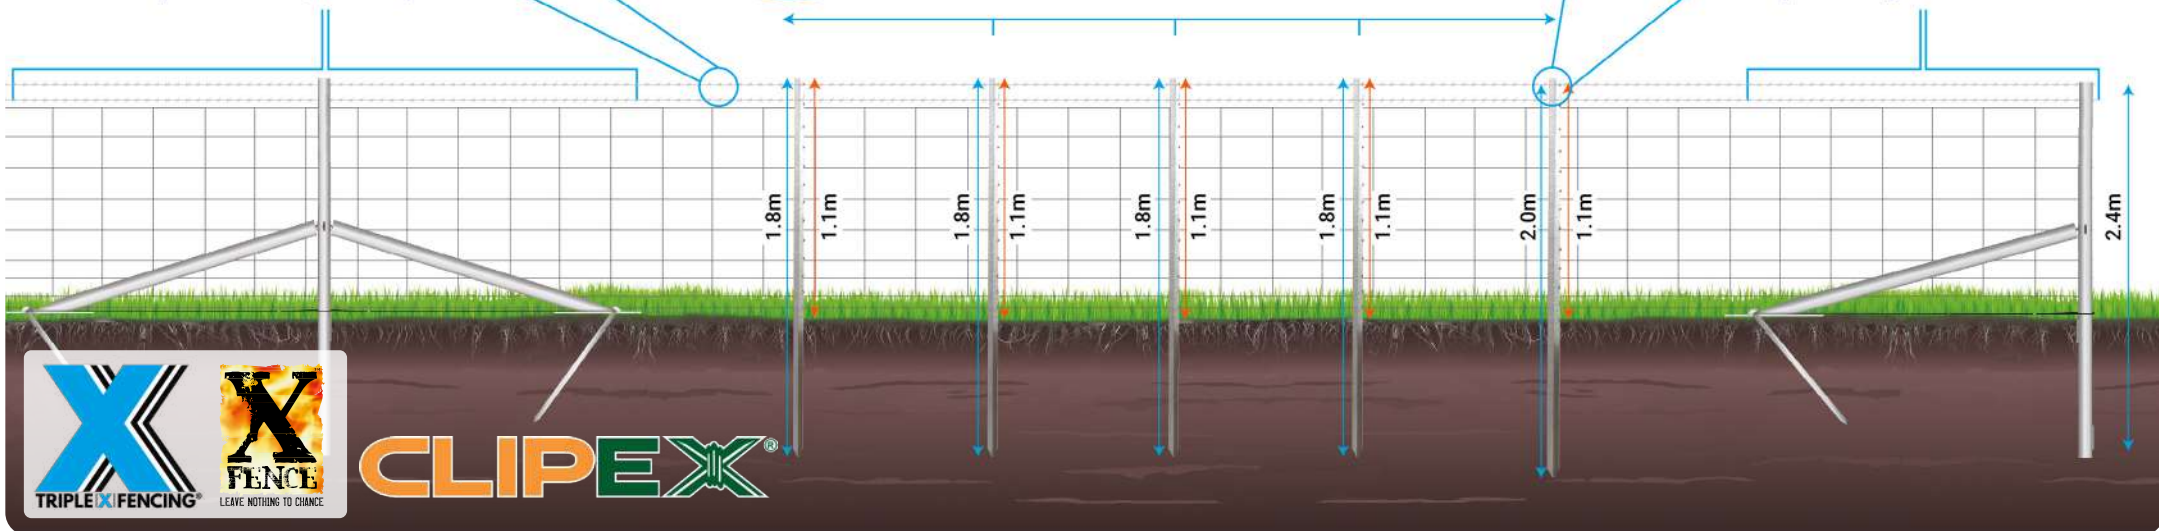 1.8m
1.1m
1.8m
1.1m
1.8m
1.1m
1.8m
1.1m
2.0m
1.1m
2.4m
X
TRIPLE X FENCING®
X
FENCE
LEAVE NOTHING TO CHANCE
CLIPEX®